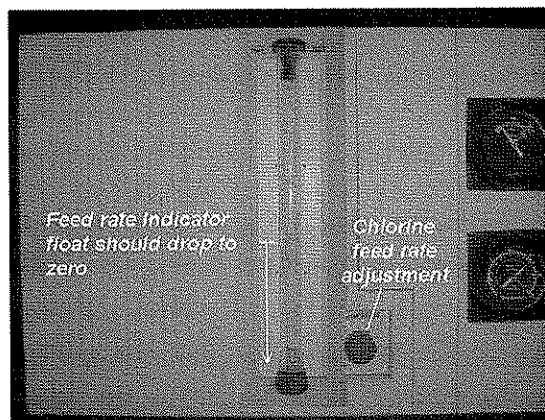 Feed rate indicator
float should drop to
zero
Chlorine
feed rate
adjustment